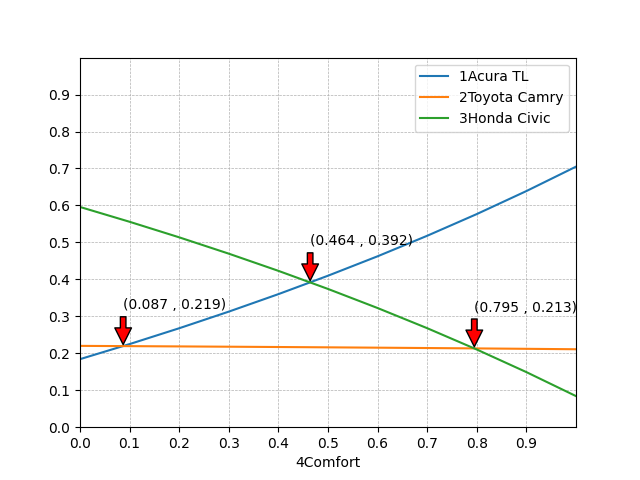 1Acura TL
2Toyota Camry
3Honda Civic
0.9
0.8
0.7
0.6
0.5
0.4
0.3
0.2
0.1
0.0
(0.464 , 0.392)
(0.087 , 0.219)
(0.795 , 0.213)
0.0 0.1 0.2 0.3 0.4 0.5 0.6 0.7 0.8 0.9
4Comfort